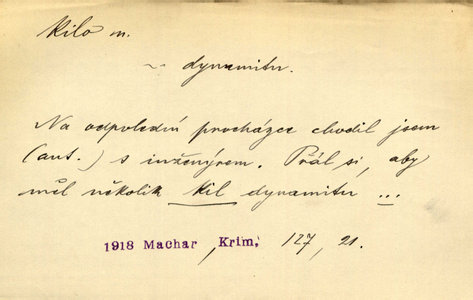 Kilo n.
~ dynamitu.
Na odpolední procházce chodil jsem
(aut.) s inženýrem. Přál si, aby
měl několik kil dynamitu ...
1918 Machar, Krim, 127, 21.